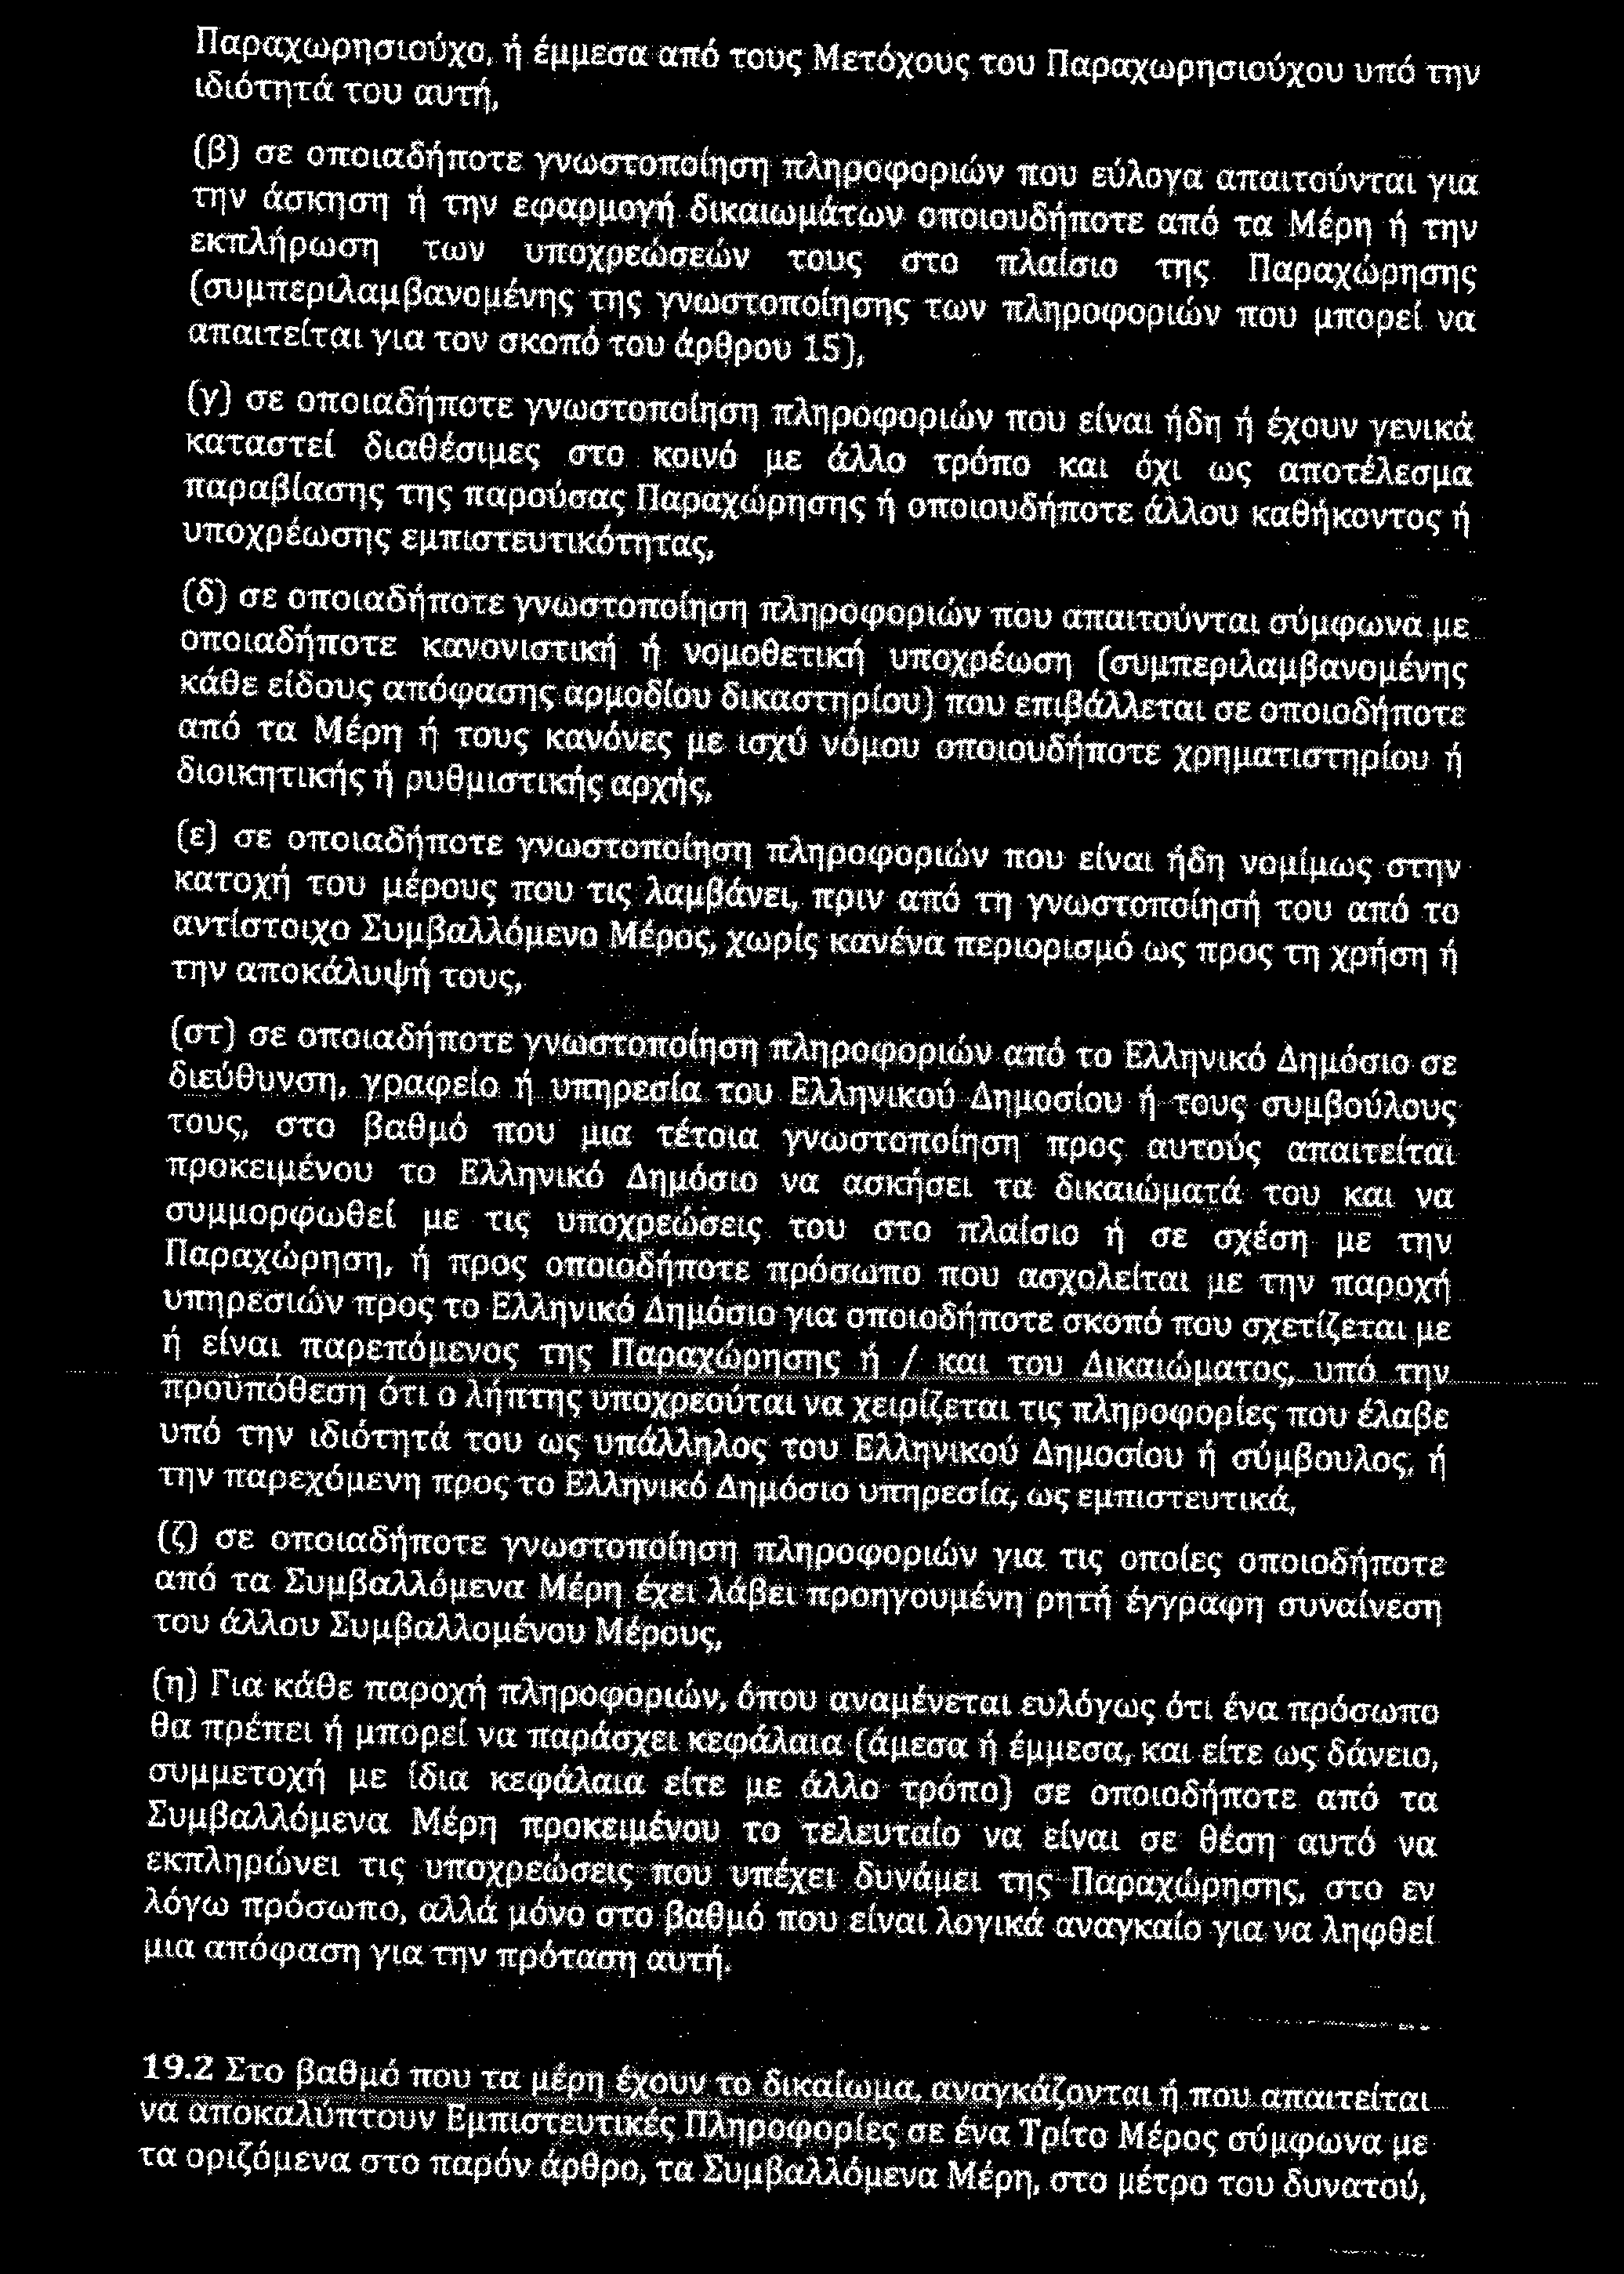 Παραχωρησιούχο, ή έμμεσα από τους Μετόχους του Παραχωρησιούχου υπό την
ιδιότητά του αυτή,
(β) σε οποιαδήποτε γνωστοποίηση πληροφοριών που εύλογα απαιτούνται για
την άσκηση ή την εφαρμογή δικαιωμάτων οποιουδήποτε από τα Μέρη ή την
εκπλήρωση των υποχρεώσεών τους στο πλαίσιο της Παραχώρησης
(συμπεριλαμβανομένης της γνωστοποίησης των πληροφοριών που μπορεί να
απαιτείται για τον σκοπό του άρθρου 15),
(γ) σε οποιαδήποτε γνωστοποίηση πληροφοριών που είναι ήδη ή έχουν γενικά
καταστεί διαθέσιμες στο κοινό με άλλο τρόπο και όχι ως αποτέλεσμα
παραβίασης της παρούσας Παραχώρησης ή οποιουδήποτε άλλου καθήκοντος ή
υποχρέωσης εμπιστευτικότητας,
(δ) σε οποιαδήποτε γνωστοποίηση πληροφοριών που απαιτούνται σύμφωνα με
οποιαδήποτε κανονιστική ή νομοθετική υποχρέωση (συμπεριλαμβανομένης
κάθε είδους απόφασης αρμοδίου δικαστηρίου) που επιβάλλεται σε οποιοδήποτε
από τα Μέρη ή τους κανόνες με ισχύ νόμου οποιουδήποτε χρηματιστηρίου ή
διοικητικής ή ρυθμιστικής αρχής,
(ε) σε οποιαδήποτε γνωστοποίηση πληροφοριών που είναι ήδη νομίμως στην
κατοχή του μέρους που τις λαμβάνει, πριν από τη γνωστοποίησή του από το
αντίστοιχο Συμβαλλόμενο Μέρος, χωρίς κανένα περιορισμό ως προς τη χρήση ή
την αποκάλυψή τους,
(στ) σε οποιαδήποτε γνωστοποίηση πληροφοριών από το Ελληνικό Δημόσιο σε
διεύθυνση, γραφείο ή υπηρεσία του Ελληνικού Δημοσίου ή τους συμβούλους
τους, στο βαθμό που μια τέτοια γνωστοποίηση προς αυτούς απαιτείται
προκειμένου το Ελληνικό Δημόσιο να ασκήσει τα δικαιώματά του και να
συμμορφωθεί με τις υποχρεώσεις του στο πλαίσιο ή σε σχέση με την
Παραχώρηση, ή προς οποιοδήποτε πρόσωπο που ασχολείται με την παροχή
υπηρεσιών προς το Ελληνικό Δημόσιο για οποιοδήποτε σκοπό που σχετίζεται με
ή είναι παρεπόμενος της Παραχώρησης ή / και του Δικαιώματος, υπό την
προϋπόθεση ότι ο λήπτης υποχρεούται να χειρίζεται τις πληροφορίες που έλαβε
υπό την ιδιότητά του ως υπάλληλος του Ελληνικού Δημοσίου ή σύμβουλος, ή
την παρεχόμενη προς το Ελληνικό Δημόσιο υπηρεσία, ως εμπιστευτικά,
(ζ) σε οποιαδήποτε γνωστοποίηση πληροφοριών για τις οποίες οποιοδήποτε
από τα Συμβαλλόμενα Μέρη έχει λάβει προηγουμένη ρητή έγγραφη συναίνεση
του άλλου Συμβαλλομένου Μέρους,
(η) Για κάθε παροχή πληροφοριών, όπου αναμένεται ευλόγως ότι ένα πρόσωπο
θα πρέπει ή μπορεί να παράσχει κεφάλαια (άμεσα ή έμμεσα, και είτε ως δάνειο,
συμμετοχή με ίδια κεφάλαια είτε με άλλο τρόπο) σε οποιοδήποτε από τα
Συμβαλλόμενα Μέρη προκειμένου το τελευταίο να είναι σε θέση αυτό να
εκπληρώνει τις υποχρεώσεις που υπέχει δυνάμει της Παραχώρησης, στο εν
λόγω πρόσωπο, αλλά μόνο στο βαθμό που είναι λογικά αναγκαίο για να ληφθεί
μια απόφαση για την πρόταση αυτή.
19.2 Στο βαθμό που τα μέρη έχουν το δικαίωμα, αναγκάζονται ή που απαιτείται
να αποκαλύπτουν Εμπιστευτικές Πληροφορίες σε ένα Τρίτο Μέρος σύμφωνα με
τα οριζόμενα στο παρόν άρθρο, τα Συμβαλλόμενα Μέρη, στο μέτρο του δυνατού,